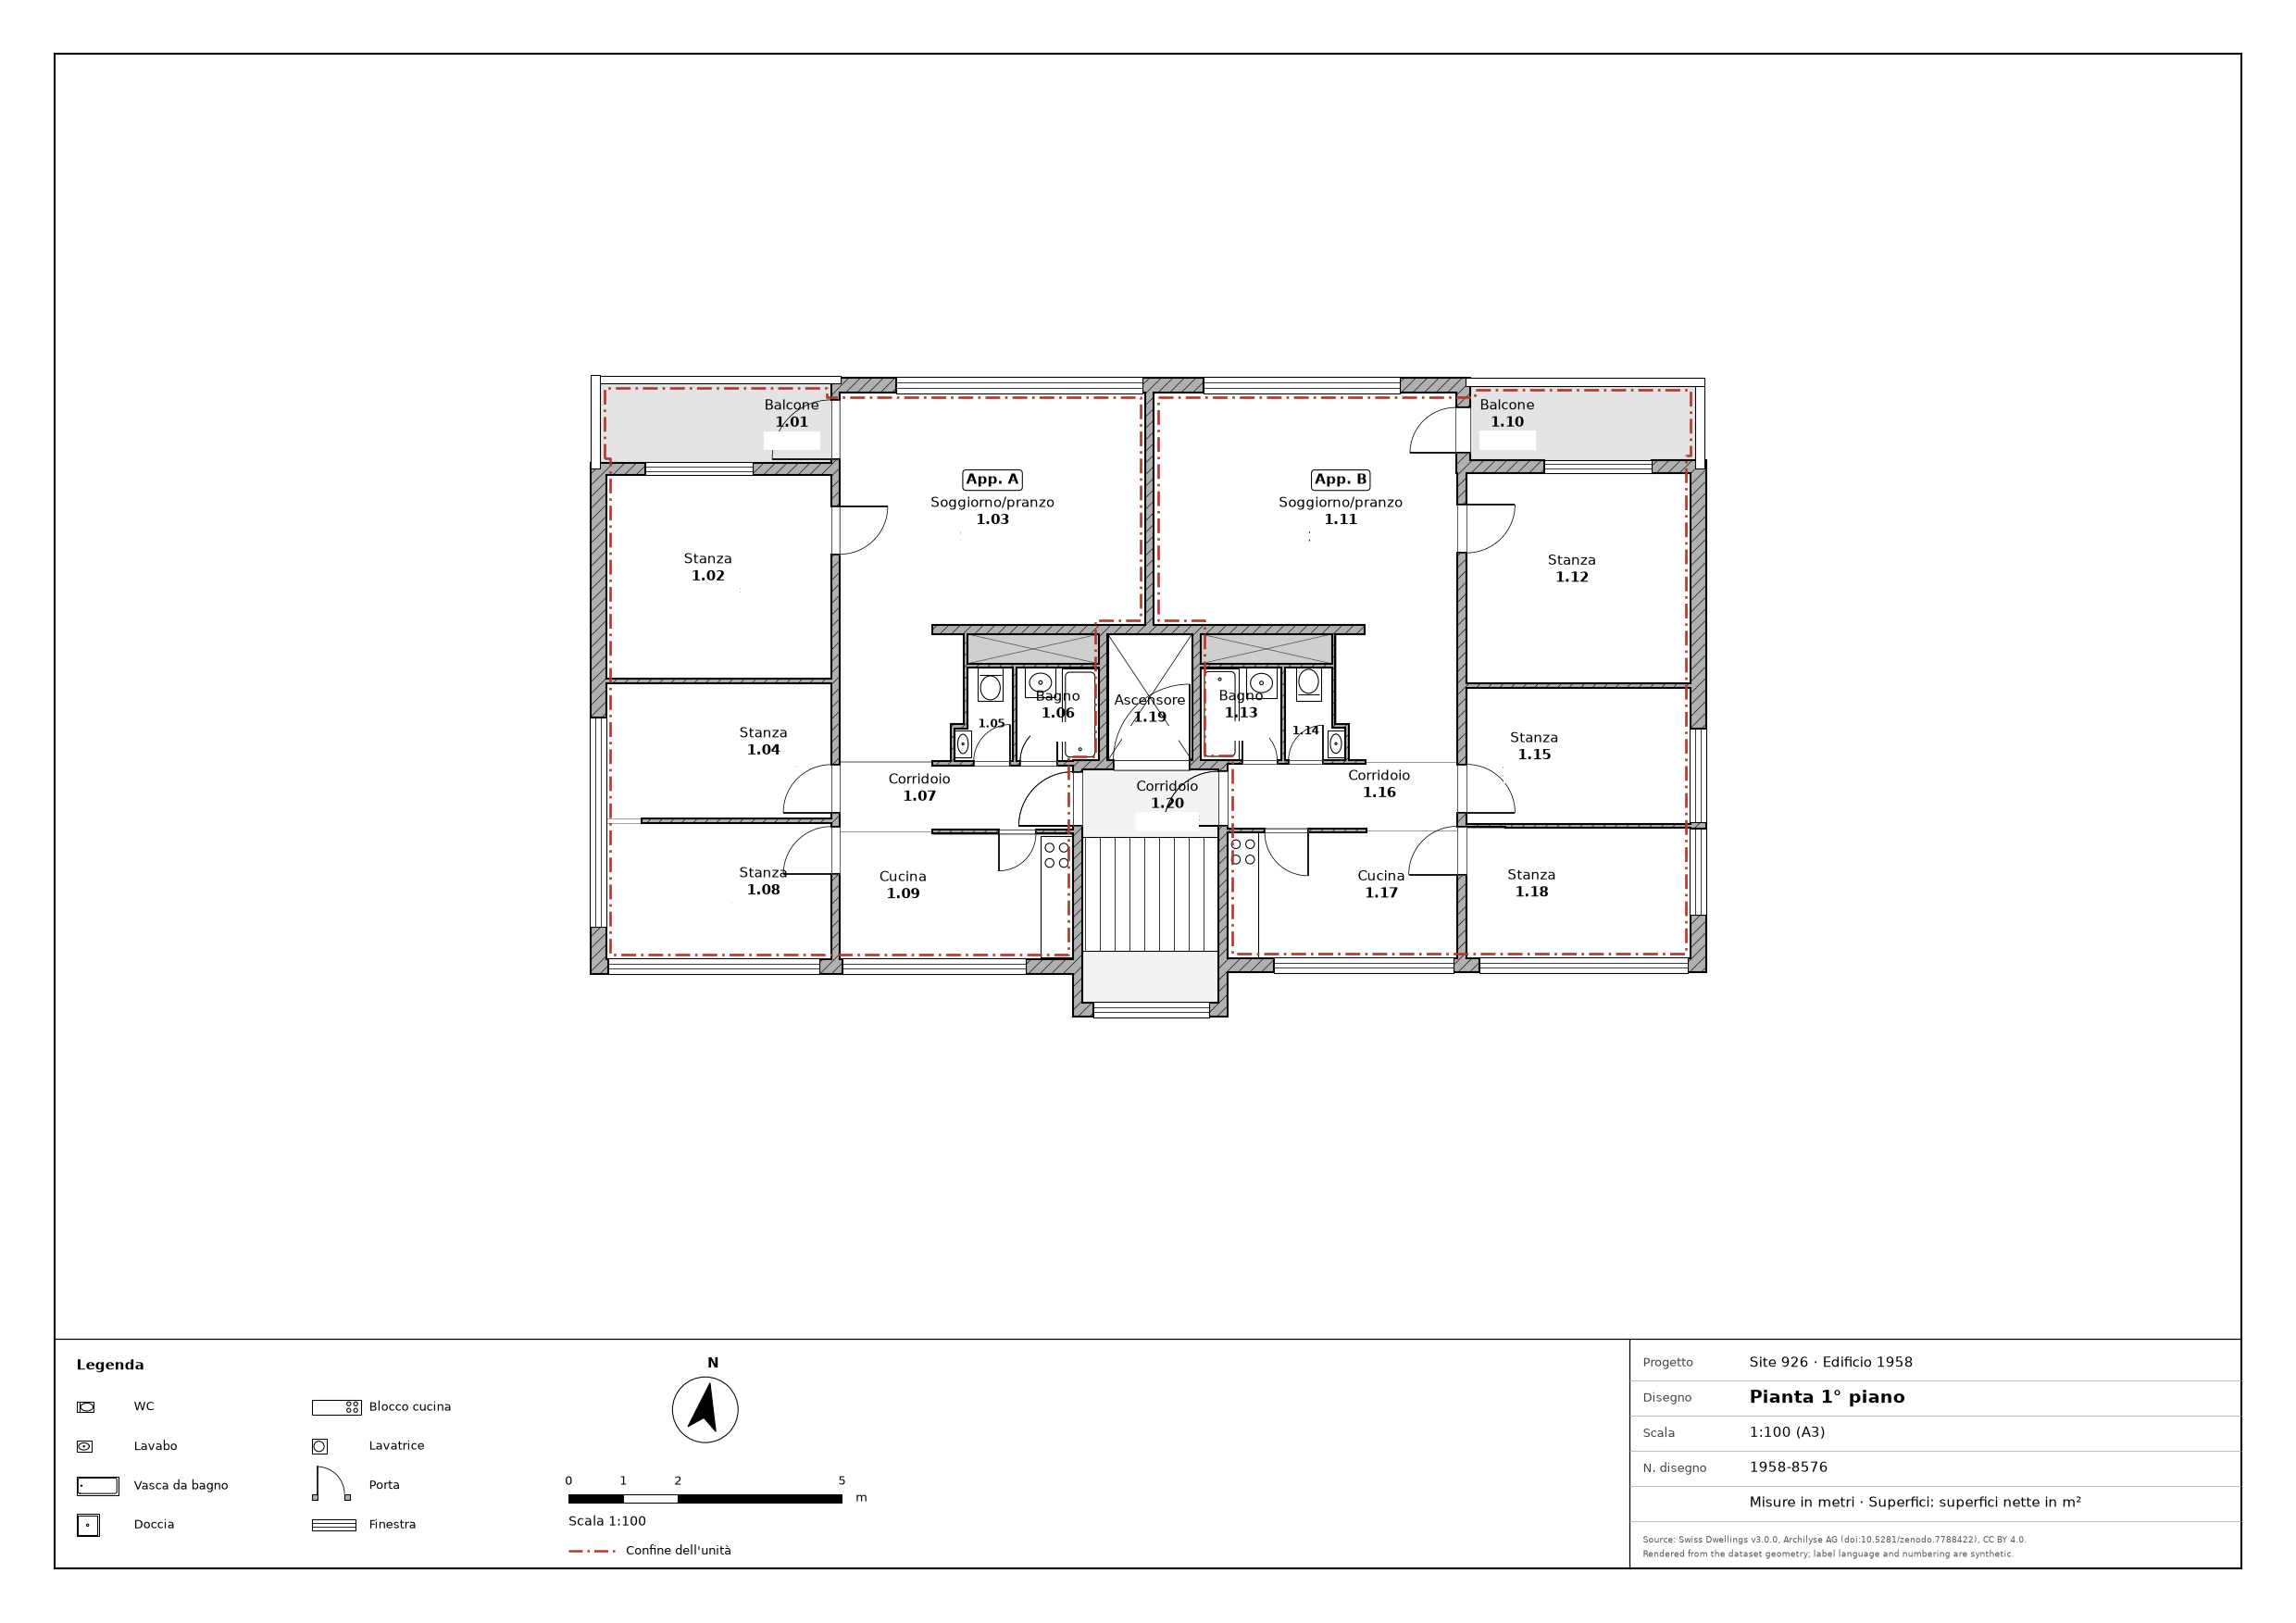 Balcone
1.01
Balcone
1.10
App. A
Soggiorno/pranzo
1.03
App. B
Soggiorno/pranzo
1.11
Stanza
1.02
Stanza
1.12
Bagno
1.06
1.05
Ascensore
1.19
Bagno
1.13
1.14
Stanza
1.04
Stanza
1.15
Corridoio
1.07
Corridoio
1.20
Corridoio
1.16
Stanza
1.08
Cucina
1.09
Cucina
1.17
Stanza
1.18
Legenda
WC
Lavabo
Vasca da bagno
Doccia
Blocco cucina
Lavatrice
Porta
Finestra
N
0 1 2 5
m
Scala 1:100
Confine dell'unità
Progetto Site 926 · Edificio 1958
Disegno Pianta 1° piano
Scala 1:100 (A3)
N. disegno 1958-8576
Misure in metri · Superfici: superfici nette in m²
Source: Swiss Dwellings v3.0.0, Archilyse AG (doi:10.5281/zenodo.7788422), CC BY 4.0.
Rendered from the dataset geometry; label language and numbering are synthetic.